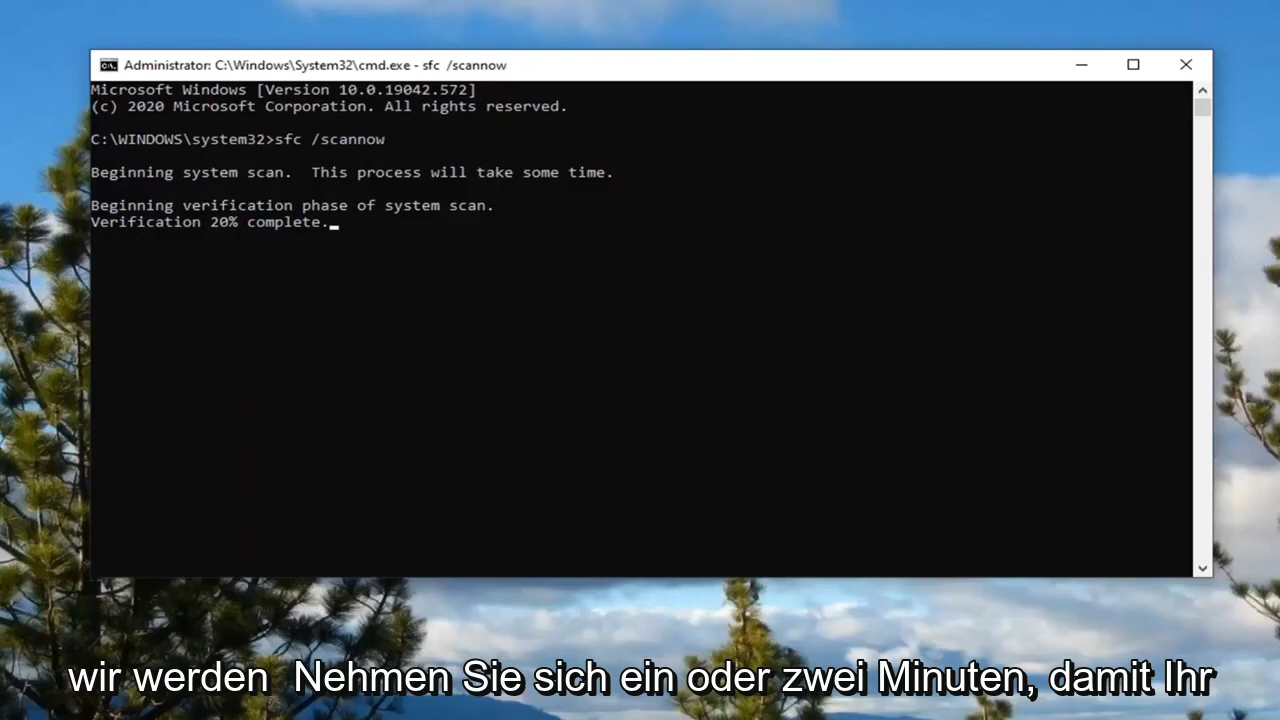 Administrator: C:\Windows\System32\cmd.exe - sfc  /scannow
Microsoft Windows [Version 10.0.19042.572]
(c) 2020 Microsoft Corporation. All rights reserved.
C:\WINDOWS\system32>sfc /scannow
Beginning system scan.  This process will take some time.
Beginning verification phase of system scan.
Verification 20% complete.
wir werden  Nehmen Sie sich ein oder zwei Minuten, damit Ihr